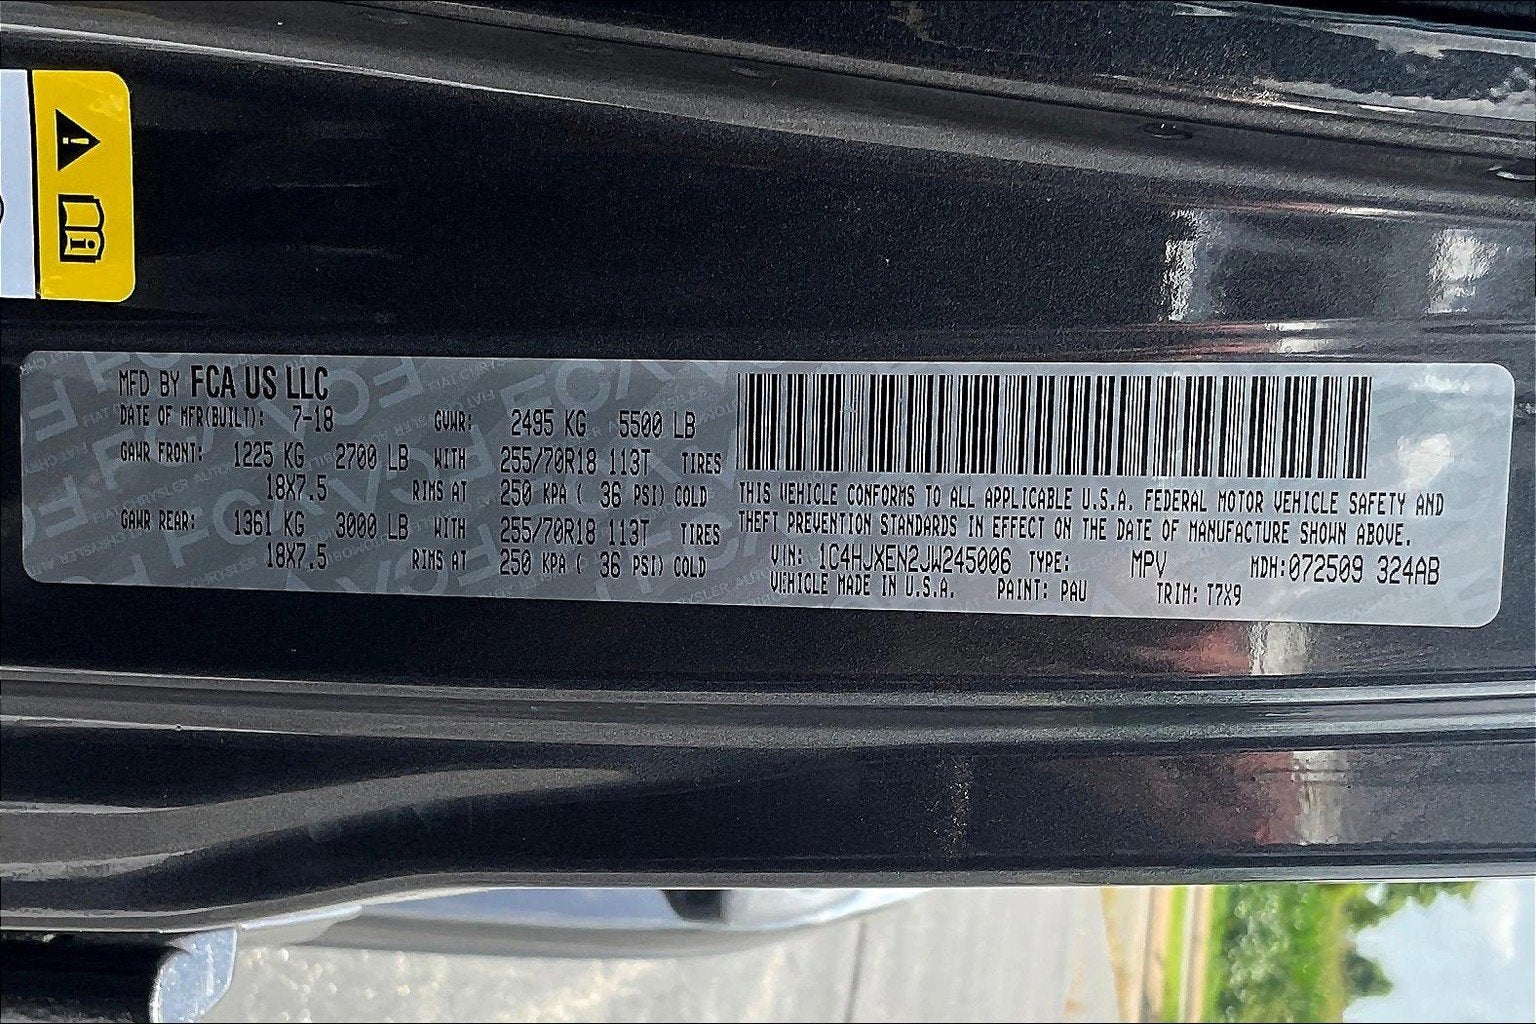 MFD BY FCA US LLC
DATE OF MFR(BUILT): 7-18 GVWR: 2495 KG 5500 LB
GAWR FRONT: 1225 KG 2700 LB WITH 255/70R18 113T TIRES
18X7.5 RIMS AT 250 KPA ( 36 PSI) COLD
GAWR REAR: 1361 KG 3000 LB WITH 255/70R18 113T TIRES
18X7.5 RIMS AT 250 KPA ( 36 PSI) COLD
THIS VEHICLE CONFORMS TO ALL APPLICABLE U.S.A. FEDERAL MOTOR VEHICLE SAFETY AND
THEFT PREVENTION STANDARDS IN EFFECT ON THE DATE OF MANUFACTURE SHOWN ABOVE.
VIN: 1C4HJXEN2JW245006 TYPE: MPV MDH:072509 324AB
VEHICLE MADE IN U.S.A. PAINT: PAU TRIM: T7X9